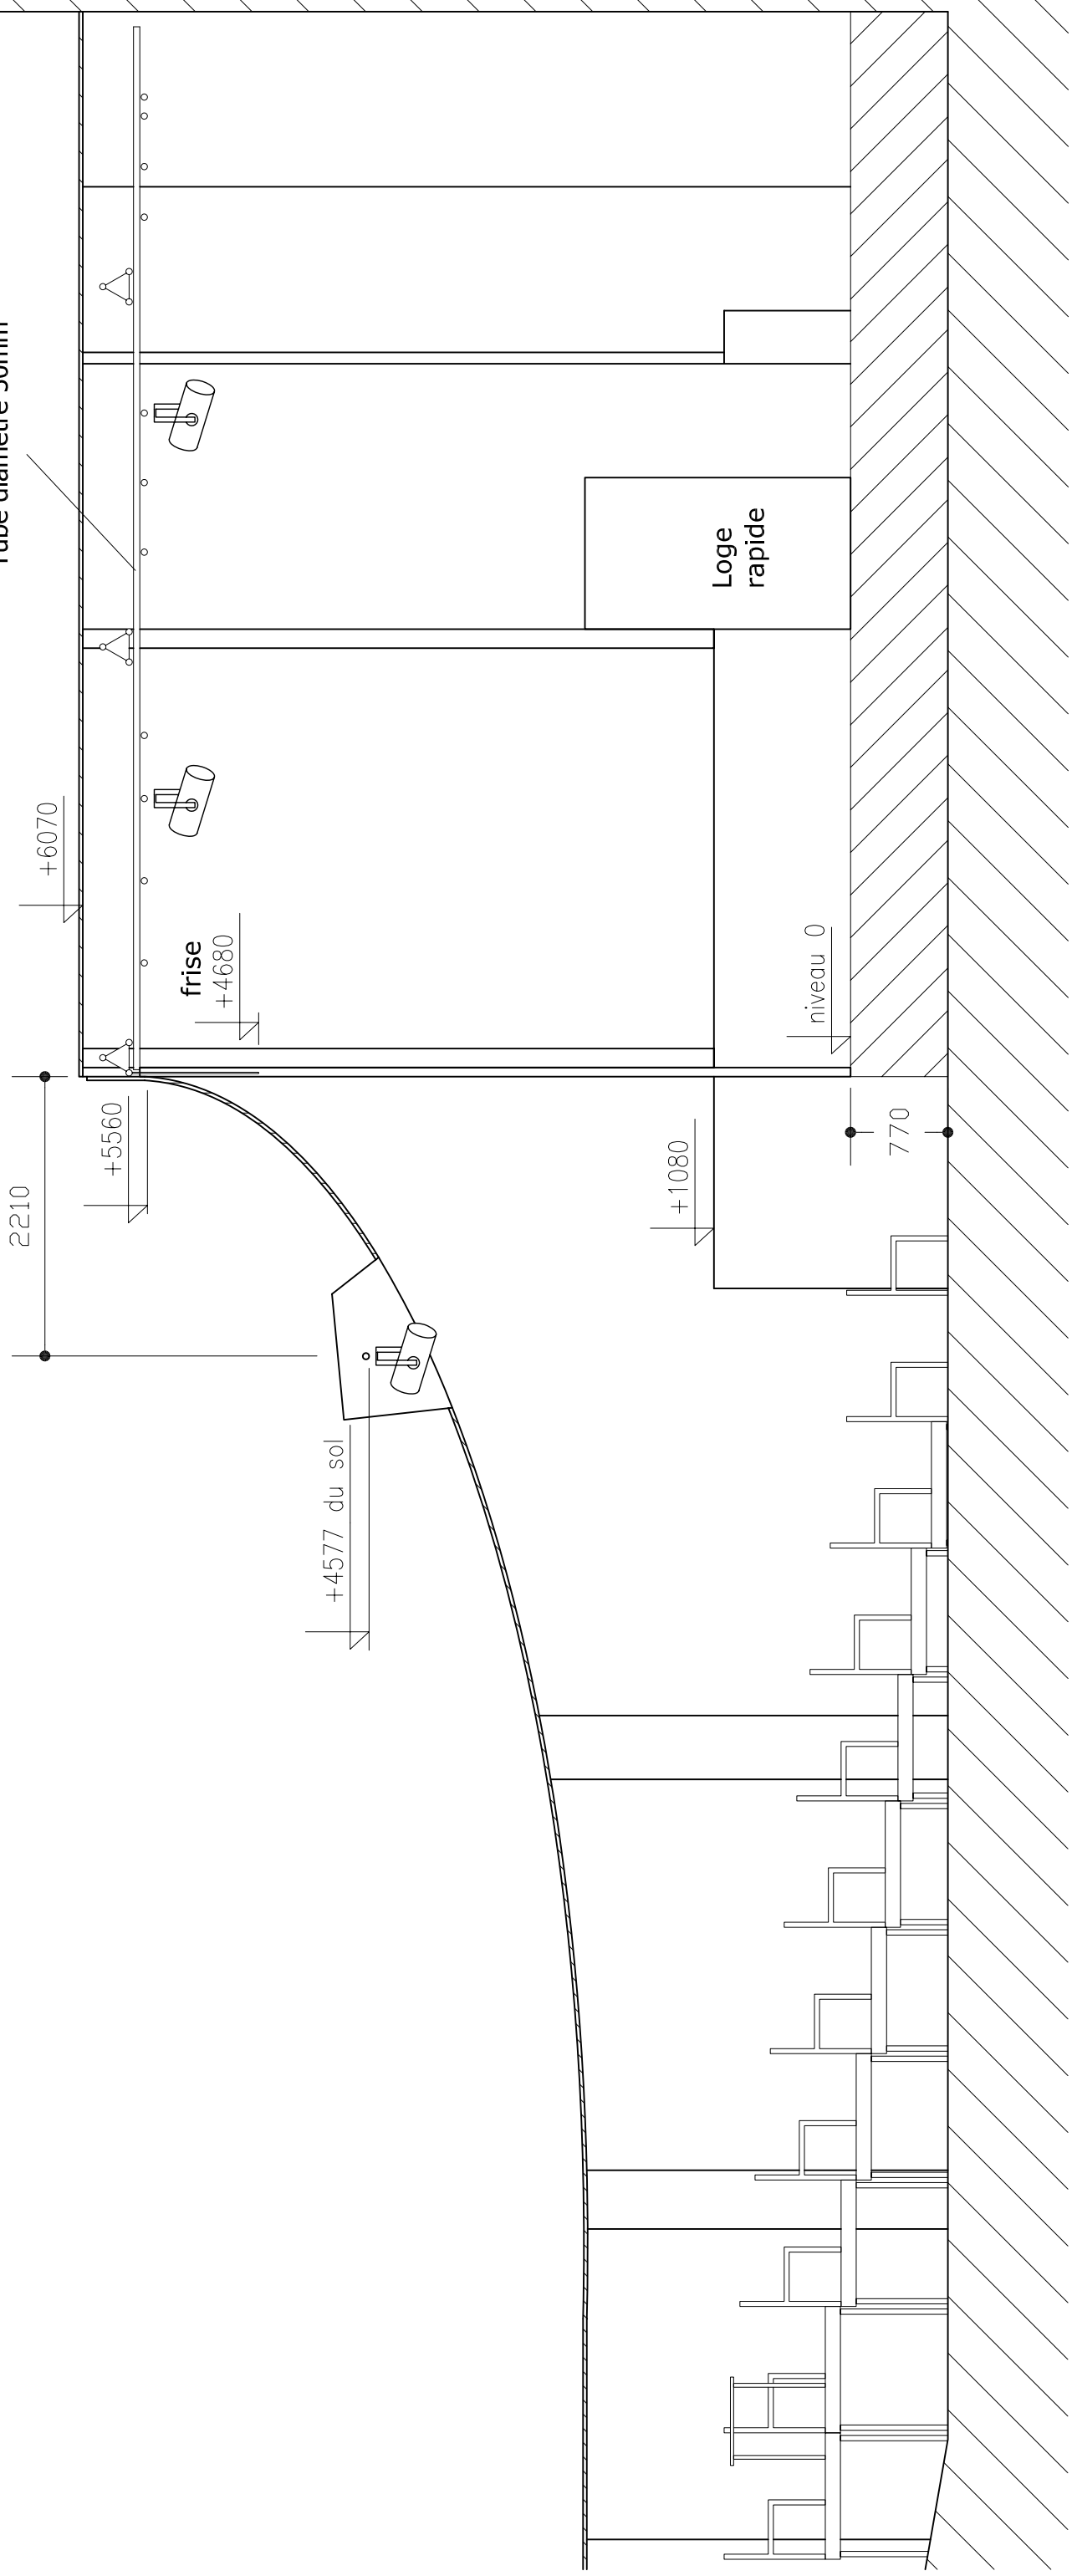 Tube diamètre 50mm
+6070
frise
+4680
niveau 0
Loge
rapide
2210
+5560
+1080
770
+4577 du sol